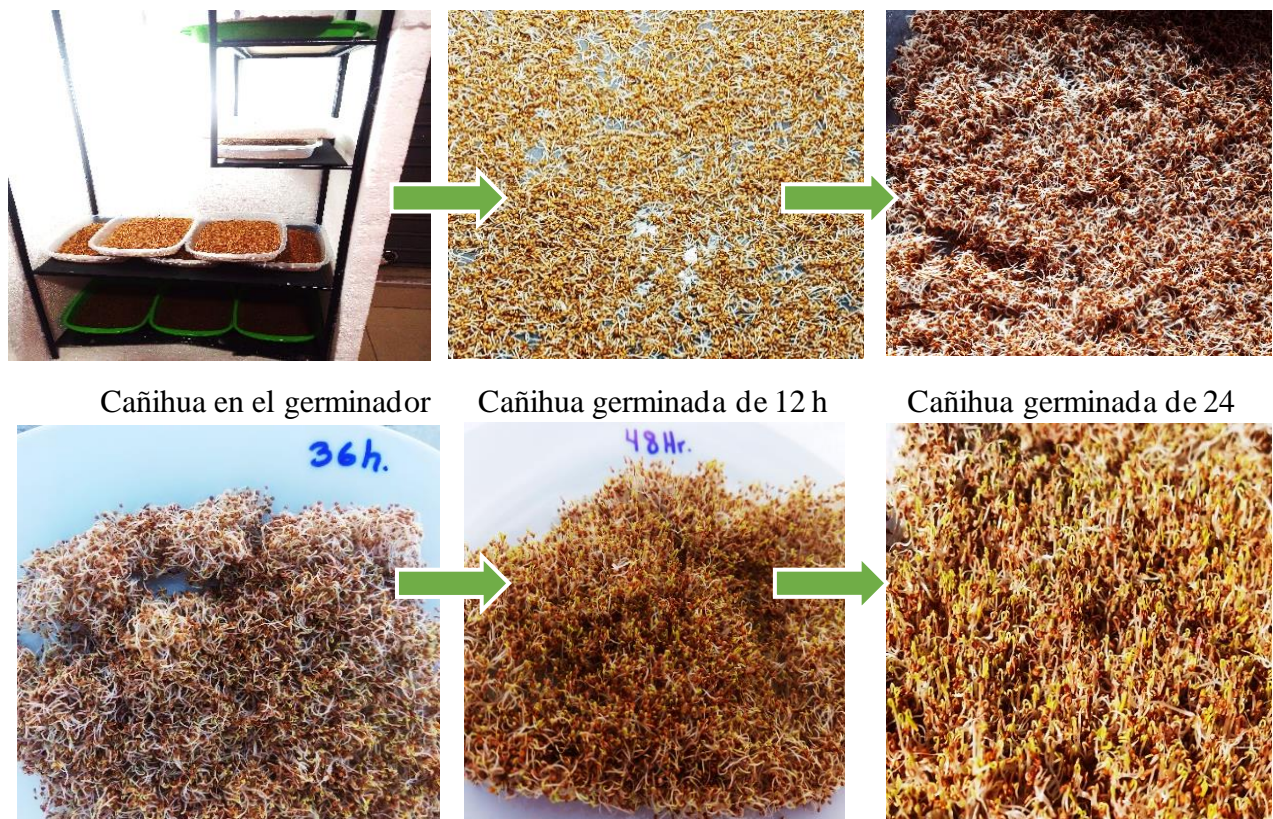 Cañihua en el germinador
Cañihua germinada de 12 h
Cañihua germinada de 24
36h.
48Hr.